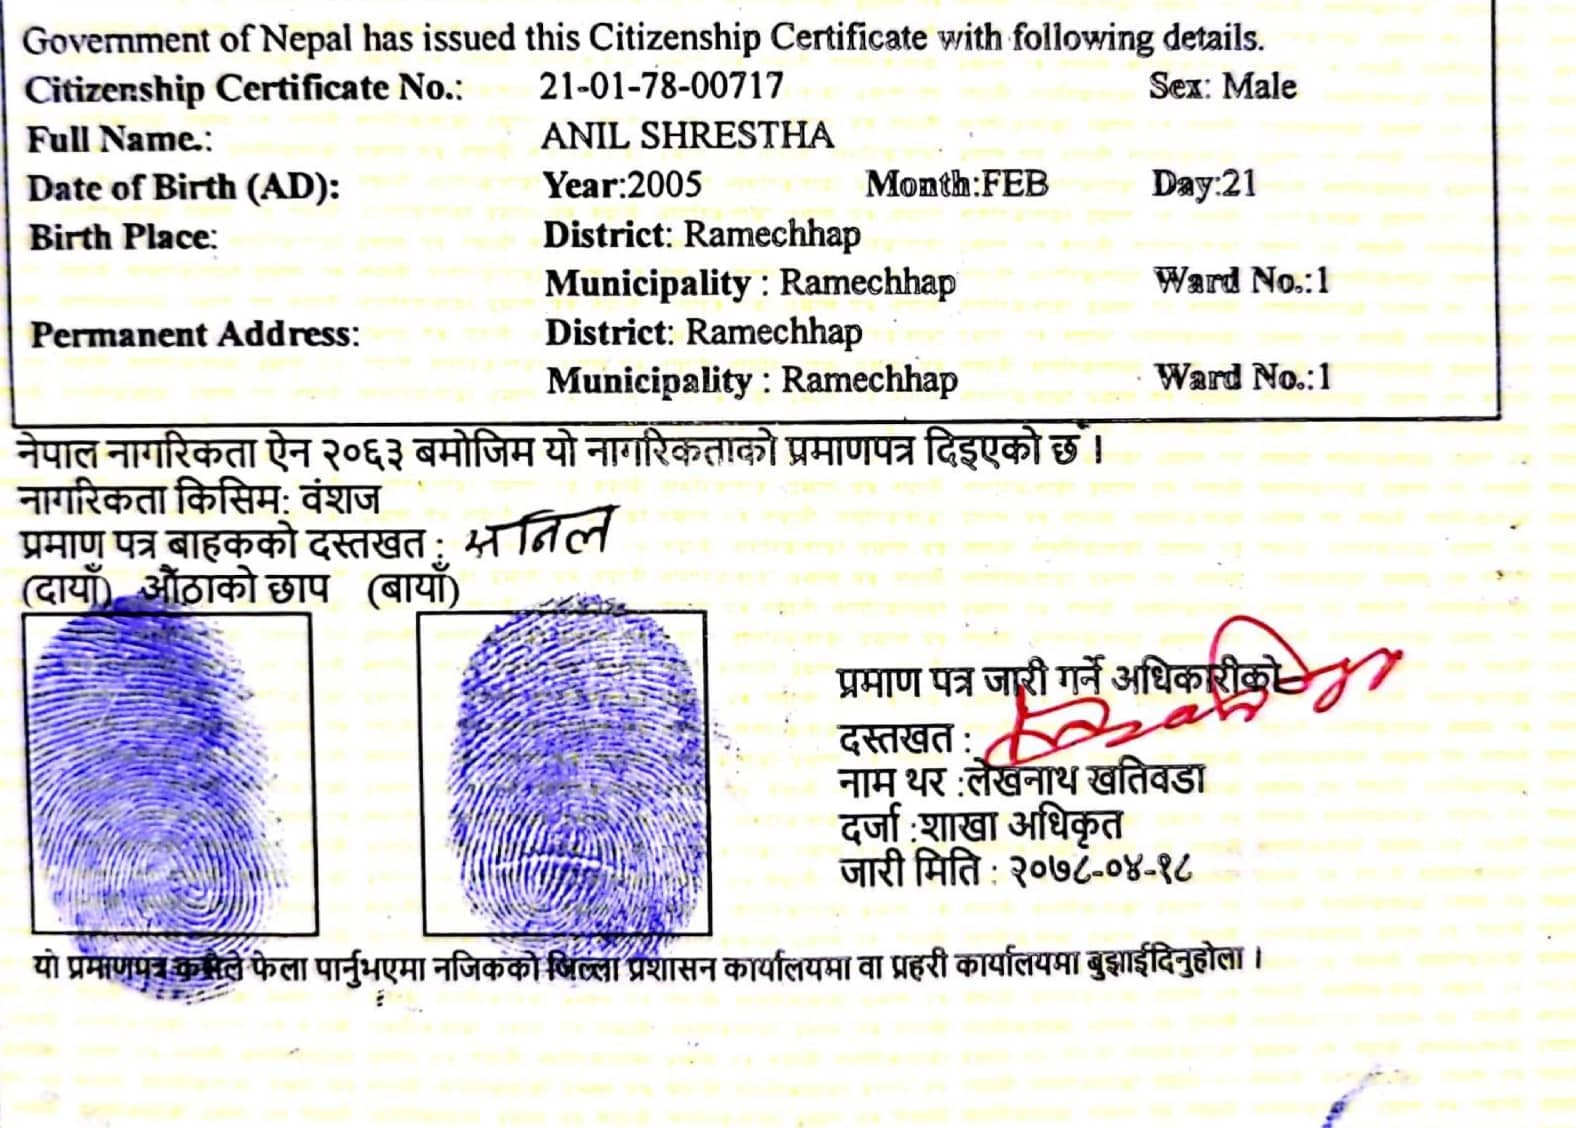 Government of Nepal has issued this Citizenship Certificate with following details.
Citizenship Certificate No.: 21-01-78-00717 Sex: Male
Full Name.: ANIL SHRESTHA
Date of Birth (AD): Year:2005 Month:FEB Day:21
Birth Place: District: Ramechhap
Municipality : Ramechhap Ward No.:1
Permanent Address: District: Ramechhap
Municipality : Ramechhap Ward No.:1
नेपाल नागरिकता ऐन २०६३ बमोजिम यो नागरिकताको प्रमाणपत्र दिइएको छ ।
नागरिकता किसिम: वंशज
प्रमाण पत्र बाहकको दस्तखत : अनिल
(दायाँ) औंठाको छाप (बायाँ)
प्रमाण पत्र जारी गर्ने अधिकारीको
दस्तखत :
नाम थर :लेखनाथ खतिवडा
दर्जा :शाखा अधिकृत
जारी मिति : २०७८-०४-१८
यो प्रमाणपत्र कसैले फेला पार्नुभएमा नजिकको जिल्ला प्रशासन कार्यालयमा वा प्रहरी कार्यालयमा बुझाईदिनुहोला ।